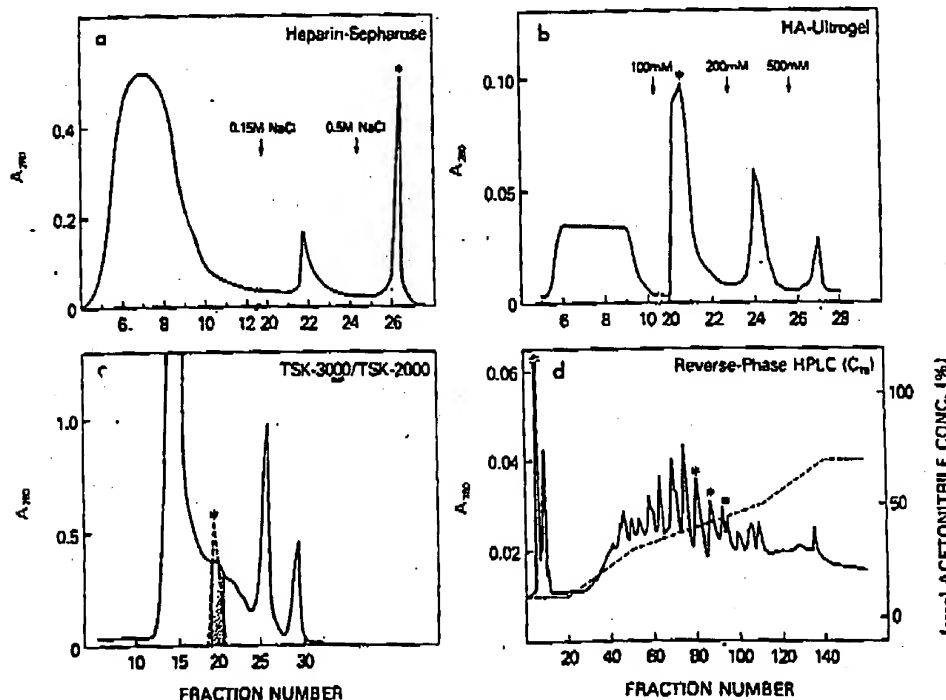 a
Heparin-Sepharose
*
0.15M NaCl
0.5M NaCl
0.4
0.2
0.0
A280
6. 8 10 12 20 22 24 26
b
HA-Ultrogel
100mM * 200mM 500mM
0.10
0.05
0
A280
6 8 10 20 22 24 26 28
c
TSK-3000/TSK-2000
1.0
0.5
0
*
A280
10 15 20 25 30
FRACTION NUMBER
d
Reverse-Phase HPLC (C18)
0.06
0.04
0.02
* *
A280
100
50
0
ACETONITRILE CONC. (%)
20 40 60 80 100 120 140
FRACTION NUMBER